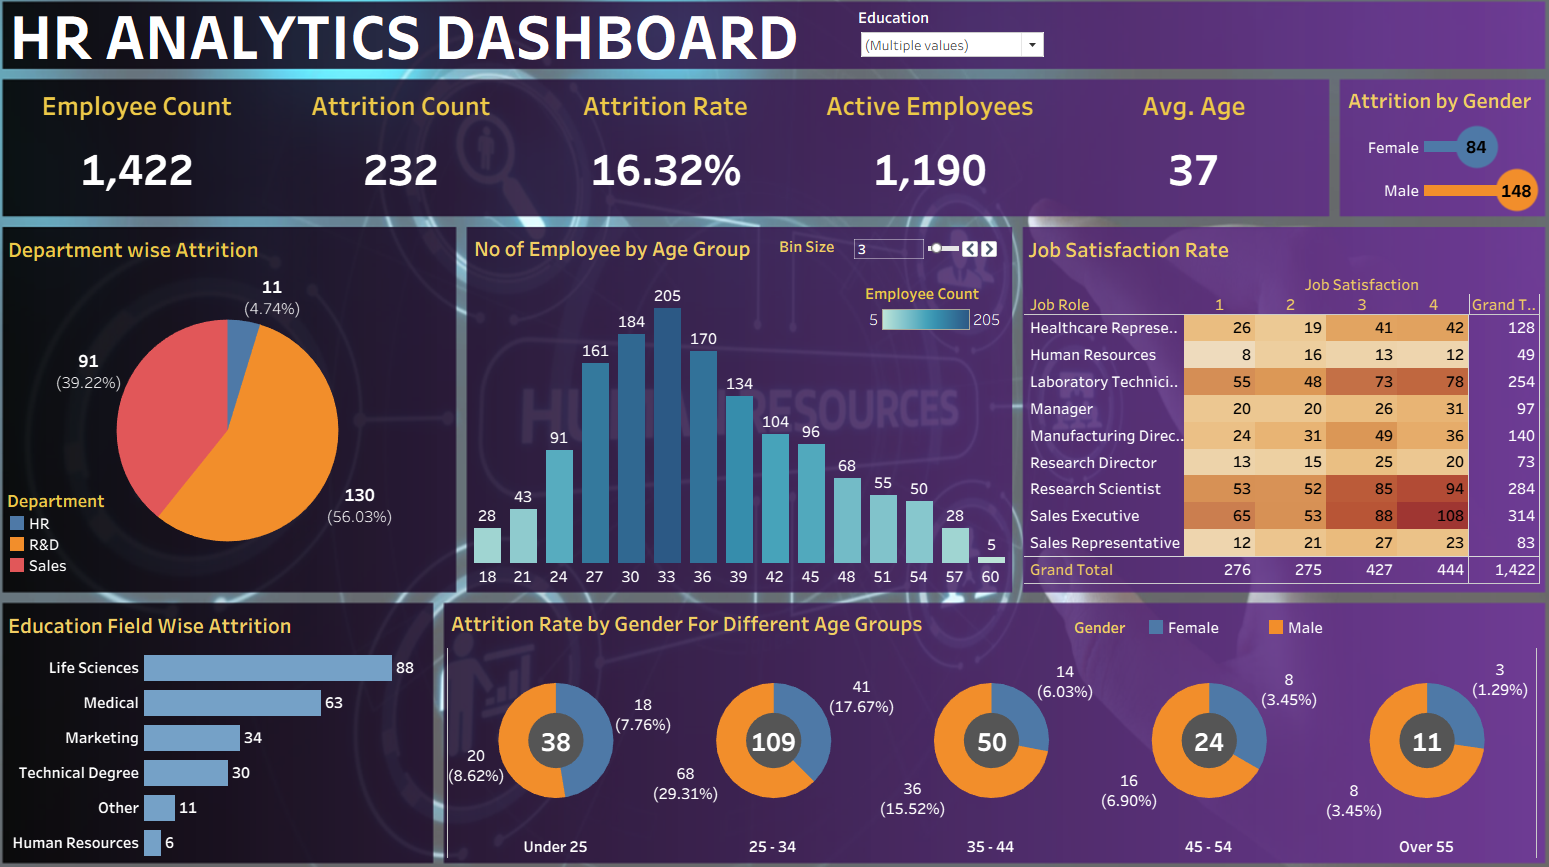 HR ANALYTICS DASHBOARD
Education
(Multiple values)
Employee Count
Attrition Count
Attrition Rate
Active Employees
Avg. Age
1,422
232
16.32%
1,190
37
Attrition by Gender
Female 84
Male 148
Department wise Attrition
11
(4.74%)
91
(39.22%)
130
(56.03%)
Department
HR
R&D
Sales
No of Employee by Age Group
Bin Size 3
Employee Count
5 205
28 43 91 161 184 205 170 134 104 96 68 55 50 28 5
18 21 24 27 30 33 36 39 42 45 48 51 54 57 60
HUMAN RESOURCES
Job Satisfaction Rate
Job Satisfaction
Job Role 1 2 3 4 Grand T..
Healthcare Represe.. 26 19 41 42 128
Human Resources 8 16 13 12 49
Laboratory Technici.. 55 48 73 78 254
Manager 20 20 26 31 97
Manufacturing Direc.. 24 31 49 36 140
Research Director 13 15 25 20 73
Research Scientist 53 52 85 94 284
Sales Executive 65 53 88 108 314
Sales Representative 12 21 27 23 83
Grand Total 276 275 427 444 1,422
Education Field Wise Attrition
Life Sciences 88
Medical 63
Marketing 34
Technical Degree 30
Other 11
Human Resources 6
Attrition Rate by Gender For Different Age Groups
Gender Female Male
18
(7.76%)
38
20
(8.62%)
Under 25
41
(17.67%)
109
68
(29.31%)
25 - 34
14
(6.03%)
50
36
(15.52%)
35 - 44
8
(3.45%)
24
16
(6.90%)
45 - 54
3
(1.29%)
11
8
(3.45%)
Over 55